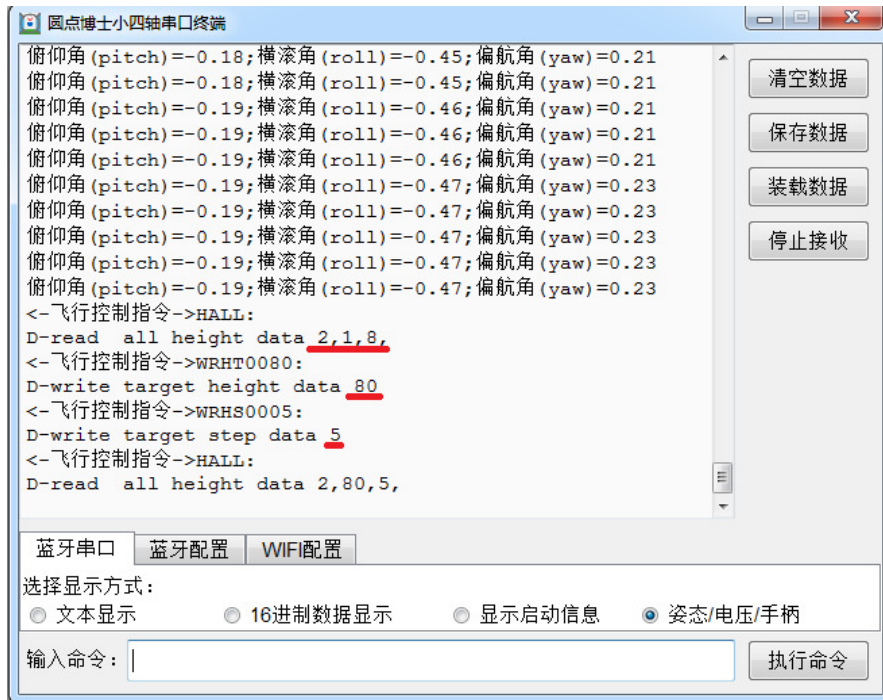 圆点博士小四轴串口终端
俯仰角(pitch)=-0.18;横滚角(roll)=-0.45;偏航角(yaw)=0.21
俯仰角(pitch)=-0.18;横滚角(roll)=-0.45;偏航角(yaw)=0.21
俯仰角(pitch)=-0.19;横滚角(roll)=-0.46;偏航角(yaw)=0.21
俯仰角(pitch)=-0.19;横滚角(roll)=-0.46;偏航角(yaw)=0.21
俯仰角(pitch)=-0.19;横滚角(roll)=-0.46;偏航角(yaw)=0.21
俯仰角(pitch)=-0.19;横滚角(roll)=-0.47;偏航角(yaw)=0.23
俯仰角(pitch)=-0.19;横滚角(roll)=-0.47;偏航角(yaw)=0.23
俯仰角(pitch)=-0.19;横滚角(roll)=-0.47;偏航角(yaw)=0.23
俯仰角(pitch)=-0.19;横滚角(roll)=-0.47;偏航角(yaw)=0.23
俯仰角(pitch)=-0.19;横滚角(roll)=-0.47;偏航角(yaw)=0.23
<-飞行控制指令->HALL:
D-read  all height data 2,1,8,
<-飞行控制指令->WRHT0080:
D-write target height data 80
<-飞行控制指令->WRHS0005:
D-write target step data 5
<-飞行控制指令->HALL:
D-read  all height data 2,80,5,
清空数据
保存数据
装载数据
停止接收
蓝牙串口 蓝牙配置 WIFI配置
选择显示方式:
文本显示 16进制数据显示 显示启动信息 姿态/电压/手柄
输入命令: 执行命令